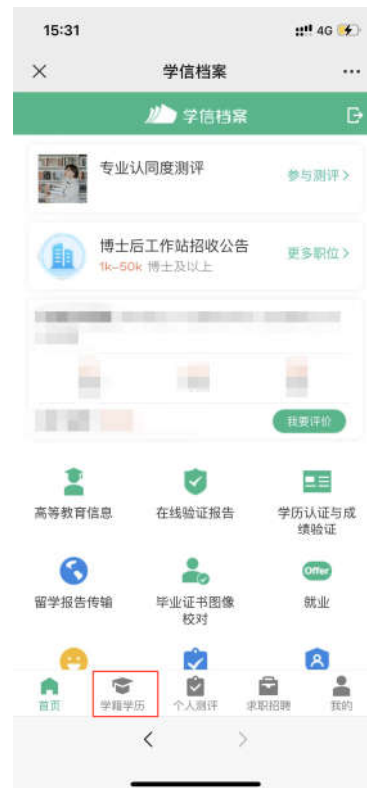 15:31
4G
学信档案
学信档案
专业认同度测评
参与测评 >
博士后工作站招收公告
1k-50k 博士及以上
更多职位 >
我要评价
高等教育信息
在线验证报告
学历认证与成
绩验证
留学报告传输
毕业证书图像
校对
Offer
就业
首页
学籍学历
个人测评
求职招聘
我的